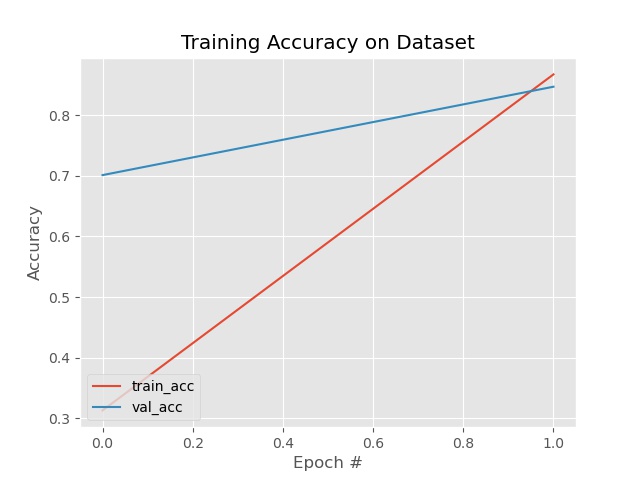 Training Accuracy on Dataset
Accuracy
0.8
0.7
0.6
0.5
0.4
0.3
train_acc
val_acc
0.0 0.2 0.4 0.6 0.8 1.0
Epoch #